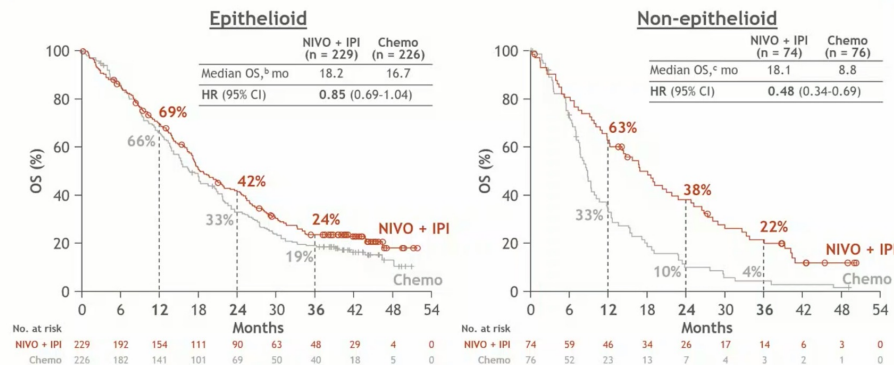 Epithelioid
NIVO + IPI Chemo
(n = 229) (n = 226)
Median OS,ᵇ mo 18.2 16.7
HR (95% CI) 0.85 (0.69-1.04)
100
80
60
40
20
0
OS (%)
69%
66%
42%
33%
24%
19%
NIVO + IPI
Chemo
0 6 12 18 24 30 36 42 48 54
Months
No. at risk
NIVO + IPI 229 192 154 111 90 63 48 29 4 0
Chemo 226 182 141 101 69 50 40 18 5 0
Non-epithelioid
NIVO + IPI Chemo
(n = 74) (n = 76)
Median OS,ᶜ mo 18.1 8.8
HR (95% CI) 0.48 (0.34-0.69)
100
80
60
40
20
0
OS (%)
63%
33%
38%
10%
22%
4%
NIVO + IPI
Chemo
0 6 12 18 24 30 36 42 48 54
Months
No. at risk
NIVO + IPI 74 59 46 34 26 17 14 6 3 0
Chemo 76 52 23 13 7 4 3 2 1 0